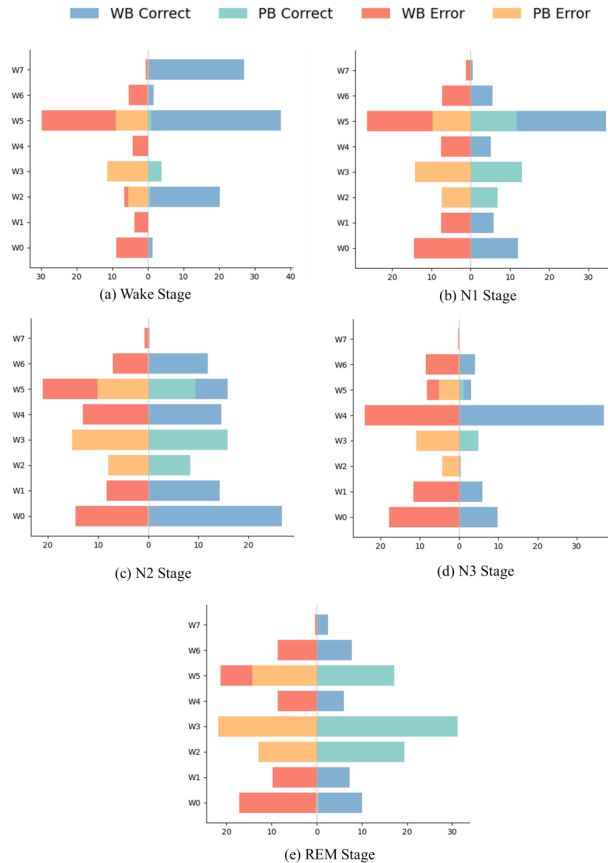 WB Correct PB Correct WB Error PB Error
W7
W6
W5
W4
W3
W2
W1
W0
30 20 10 0 10 20 30 40
(a) Wake Stage
W7
W6
W5
W4
W3
W2
W1
W0
20 10 0 10 20 30
(b) N1 Stage
W7
W6
W5
W4
W3
W2
W1
W0
20 10 0 10 20
(c) N2 Stage
W7
W6
W5
W4
W3
W2
W1
W0
20 10 0 10 20 30
(d) N3 Stage
W7
W6
W5
W4
W3
W2
W1
W0
20 10 0 10 20 30
(e) REM Stage